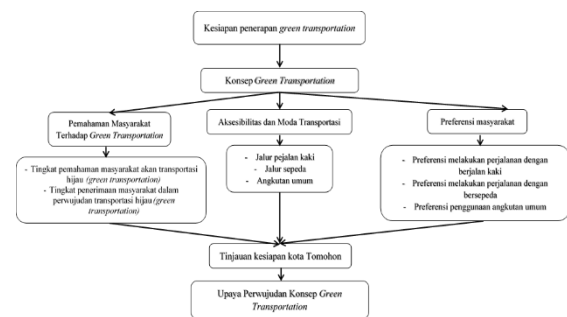 Kesiapan penerapan green transportation
Konsep Green Transportation
Pemahaman Masyarakat
Terhadap Green Transportation
Aksesibilitas dan Moda Transportasi
Preferensi masyarakat
- Tingkat pemahaman masyarakat akan transportasi
hijau (green transportation)
- Tingkat penerimaan masyarakat dalam
perwujudan transportasi hijau (green
transportation)
- Jalur pejalan kaki
- Jalur sepeda
- Angkutan umum
- Preferensi melakukan perjalanan dengan
berjalan kaki
- Preferensi melakukan perjalanan dengan
bersepeda
- Preferensi penggunaan angkutan umum
Tinjauan kesiapan kota Tomohon
Upaya Perwujudan Konsep Green
Transportation